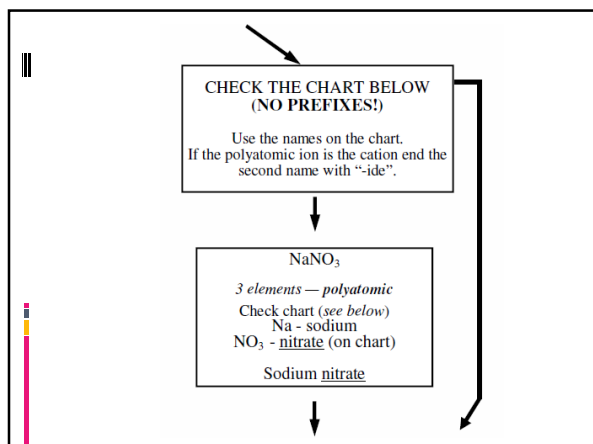 CHECK THE CHART BELOW
(NO PREFIXES!)
Use the names on the chart.
If the polyatomic ion is the cation end the
second name with “-ide”.
NaNO₃
3 elements — polyatomic
Check chart (see below)
Na - sodium
NO₃ - nitrate (on chart)
Sodium nitrate